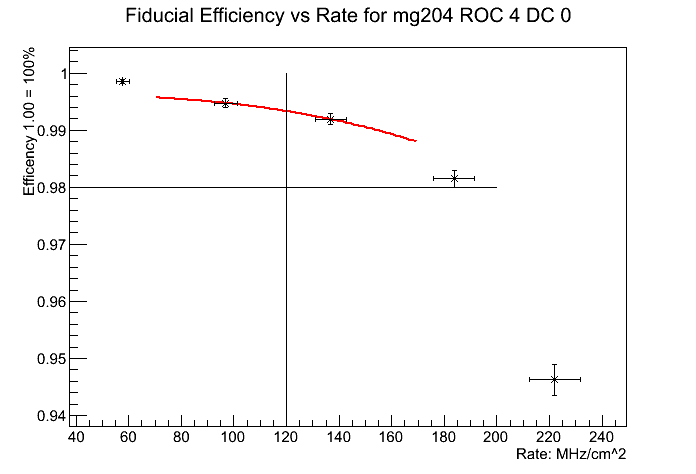 Fiducial Efficiency vs Rate for mg204 ROC 4 DC 0
Efficency 1.00 = 100%
1
0.99
0.98
0.97
0.96
0.95
0.94
40 60 80 100 120 140 160 180 200 220 240
Rate: MHz/cm^2